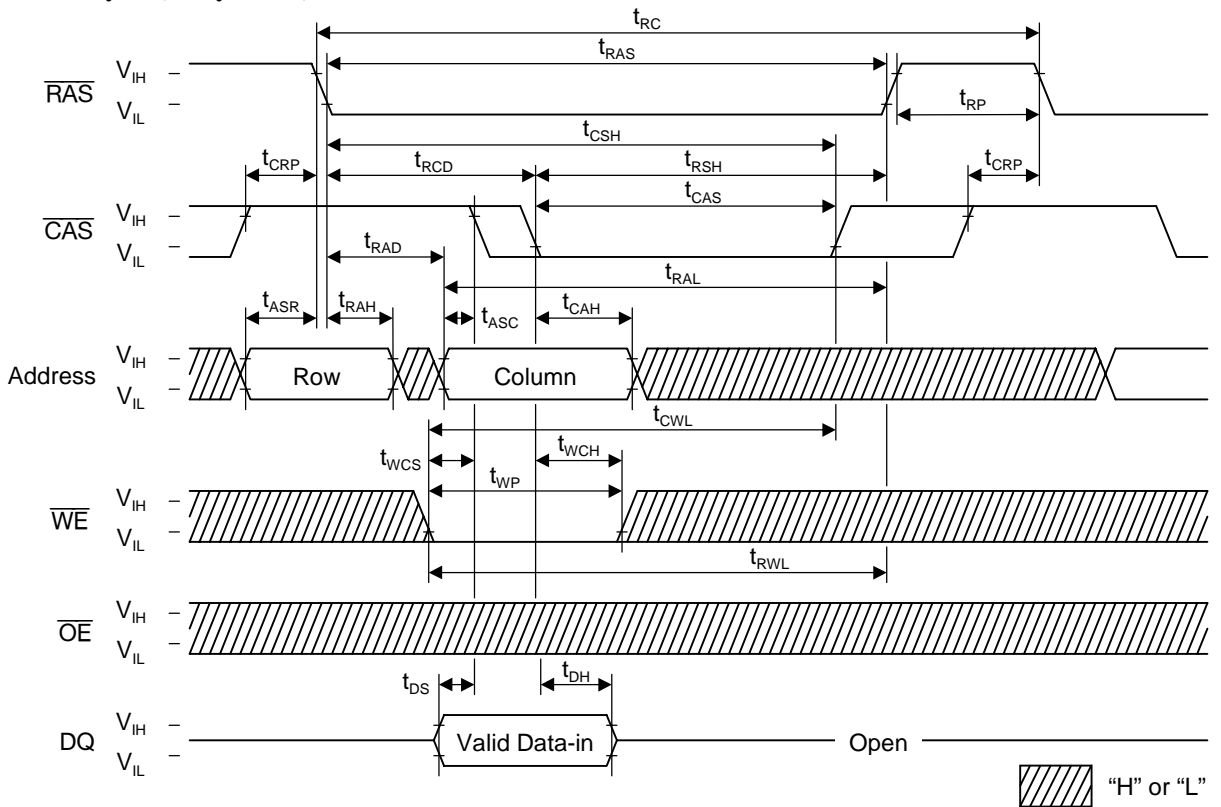 tRC
tRAS
RAS
VIH
VIL
tRP
tCSH
tCRP
tRCD
tRSH
tCRP
tCAS
CAS
VIH
VIL
tRAD
tRAL
tASR
tRAH
tASC
tCAH
Address
VIH
VIL
Row
Column
tCWL
tWCS
tWCH
tWP
WE
VIH
VIL
tRWL
OE
VIH
VIL
tDS
tDH
DQ
VIH
VIL
Valid Data-in
Open
“H” or “L”